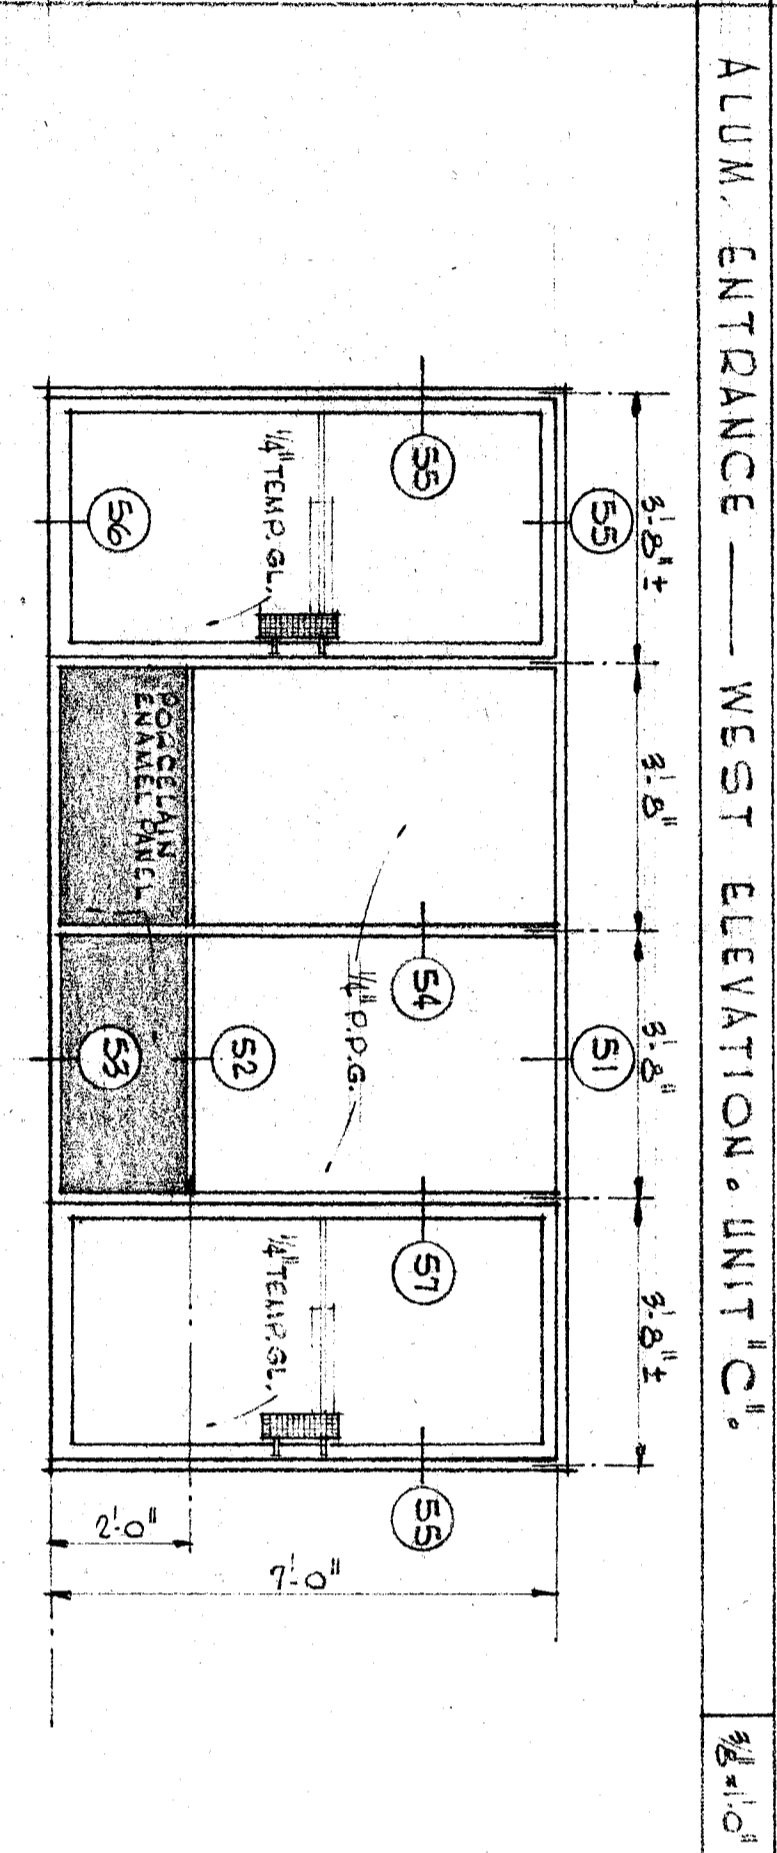 ALUM. ENTRANCE — WEST ELEVATION. UNIT "C".
3/8"=1'-0"
3'-8"±
3'-8"
3'-8"
3'-8"±
55
51
55
54
57
55
1/4" TEMP. GL.
1/4" P.P.G.
1/4" TEMP. GL.
52
56
53
PORCELAIN
ENAMEL PANEL
2'-0"
7'-0"